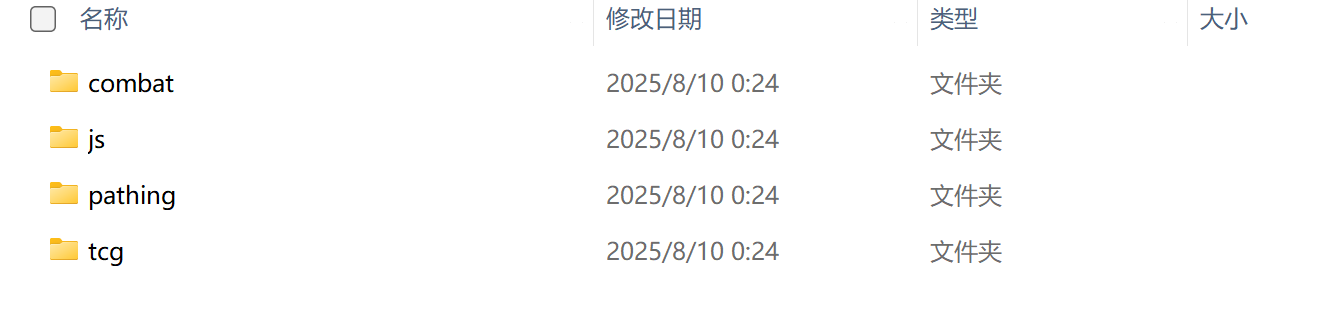 名称 修改日期 类型 大小
combat 2025/8/10 0:24 文件夹
js 2025/8/10 0:24 文件夹
pathing 2025/8/10 0:24 文件夹
tcg 2025/8/10 0:24 文件夹